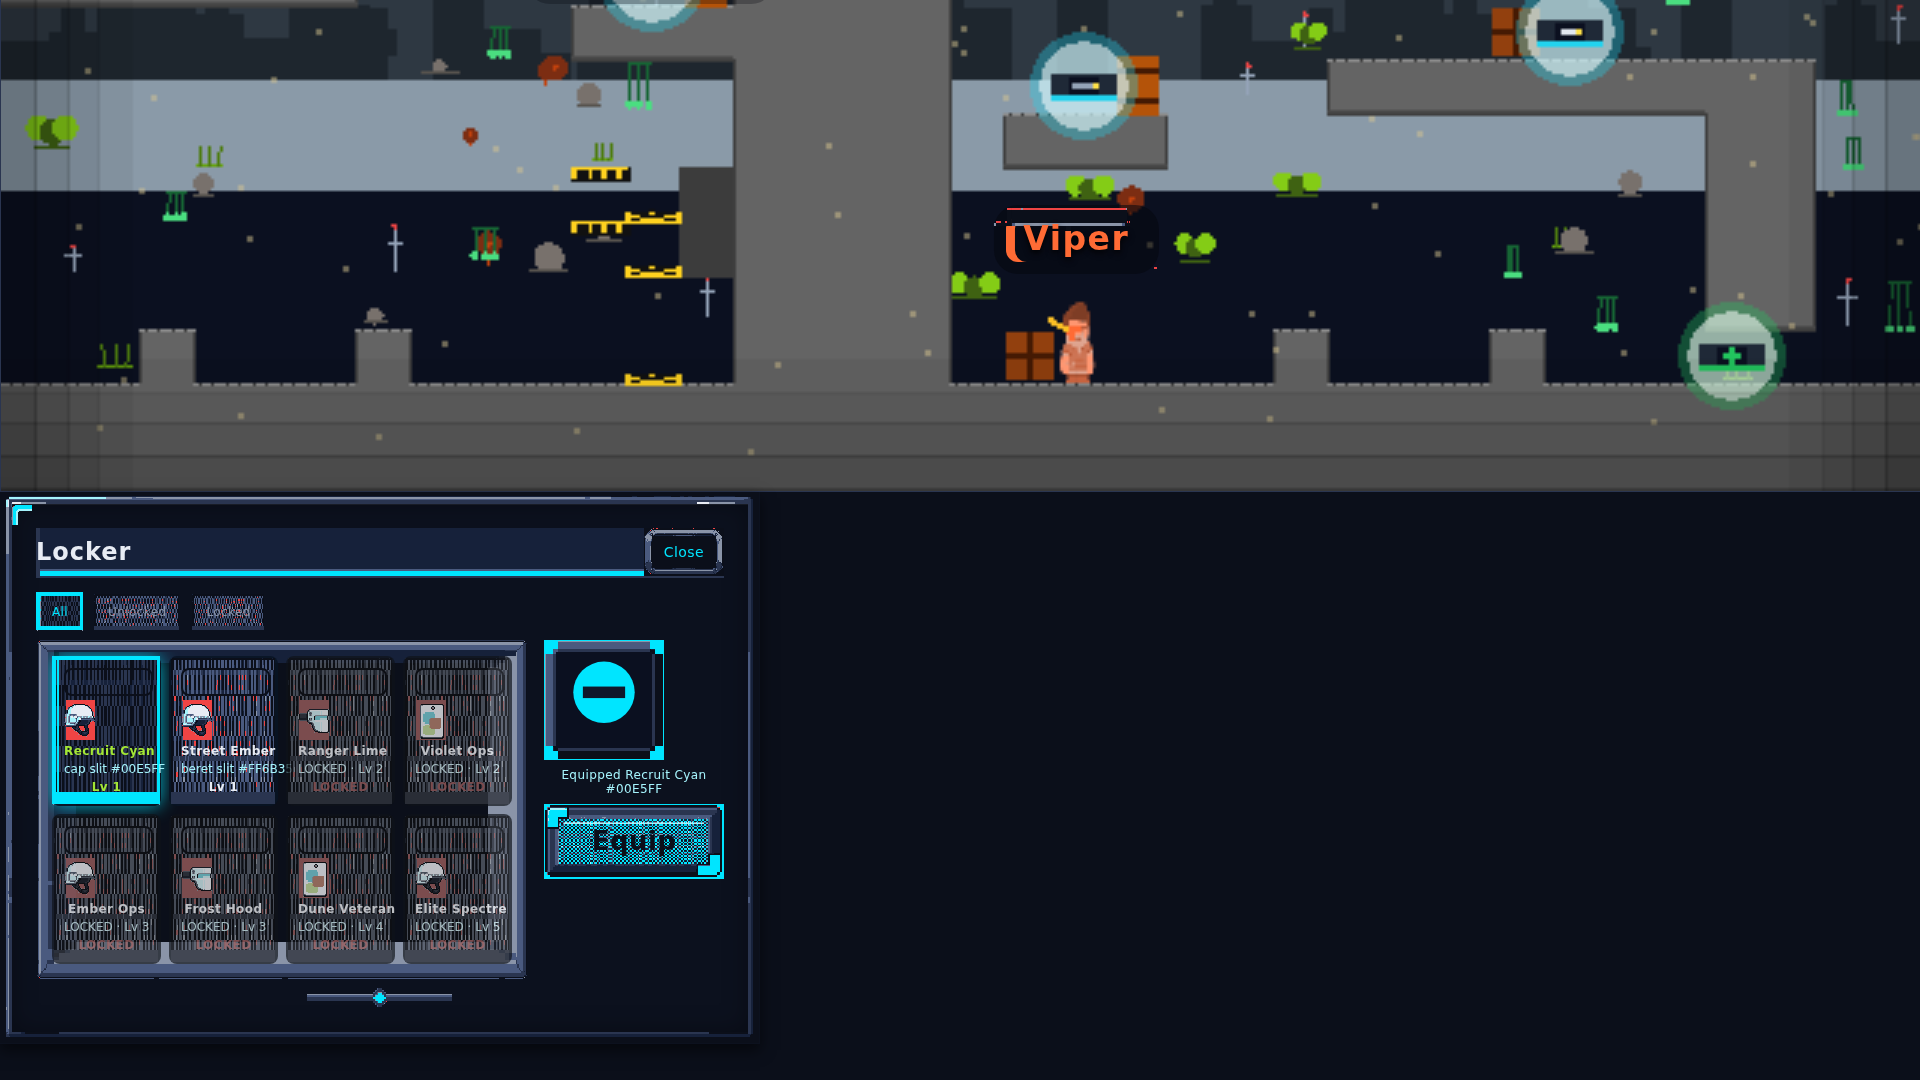 Viper
Locker
Close
All
Unlocked
Locked
Recruit Cyan
cap slit #00E5FF
Lv 1
Street Ember
beret slit #FF6B35
Lv 1
Ranger Lime
LOCKED · Lv 2
LOCKED
Violet Ops
LOCKED · Lv 2
LOCKED
Ember Ops
LOCKED · Lv 3
LOCKED
Frost Hood
LOCKED · Lv 3
LOCKED
Dune Veteran
LOCKED · Lv 4
LOCKED
Elite Spectre
LOCKED · Lv 5
LOCKED
Equipped Recruit Cyan
#00E5FF
Equip